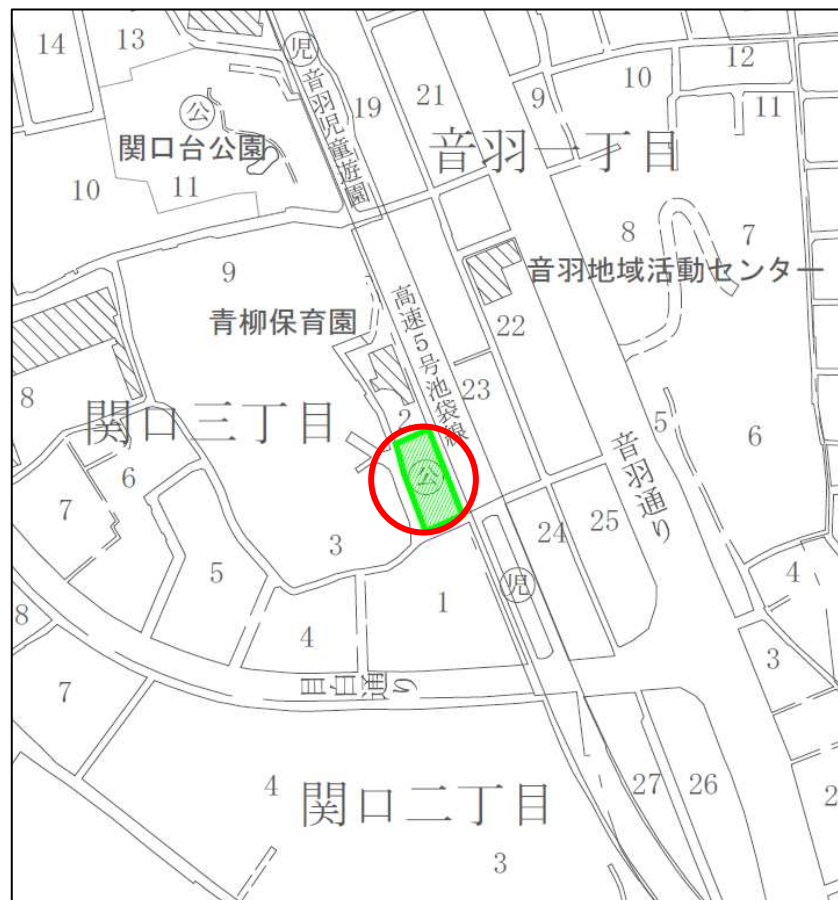 14
13
児
音羽児童遊園
19
21
9
10
12
11
公
関口台公園
10
11
音羽一丁目
8
7
9
音羽地域活動センター
青柳保育園
高速5号池袋線
22
23
8
関口三丁目
2
音羽通り
5
6
6
公
7
24
25
3
5
児
4
1
4
8
3
7
目白通り
4
関口二丁目
27
26
2
3